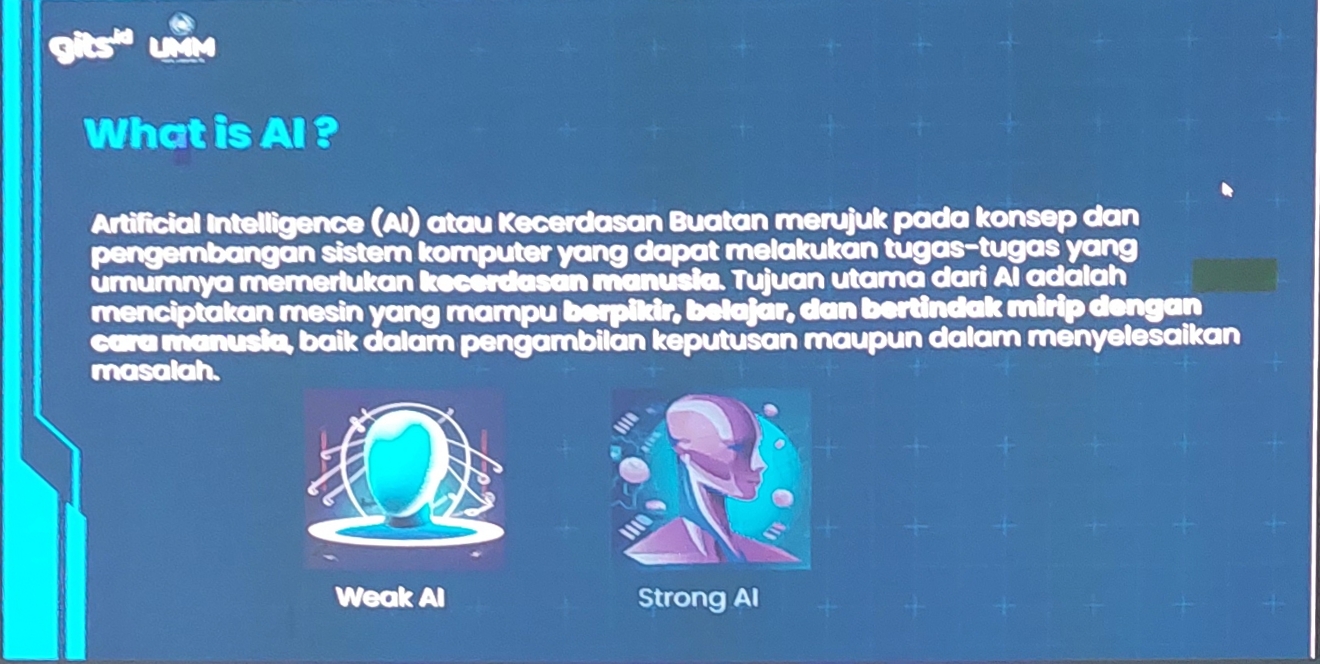 gits.id UMM
What is AI ?
Artificial Intelligence (AI) atau Kecerdasan Buatan merujuk pada konsep dan
pengembangan sistem komputer yang dapat melakukan tugas-tugas yang
umumnya memerlukan kecerdasan manusia. Tujuan utama dari AI adalah
menciptakan mesin yang mampu berpikir, belajar, dan bertindak mirip dengan
cara manusia, baik dalam pengambilan keputusan maupun dalam menyelesaikan
masalah.
Weak AI
Strong AI